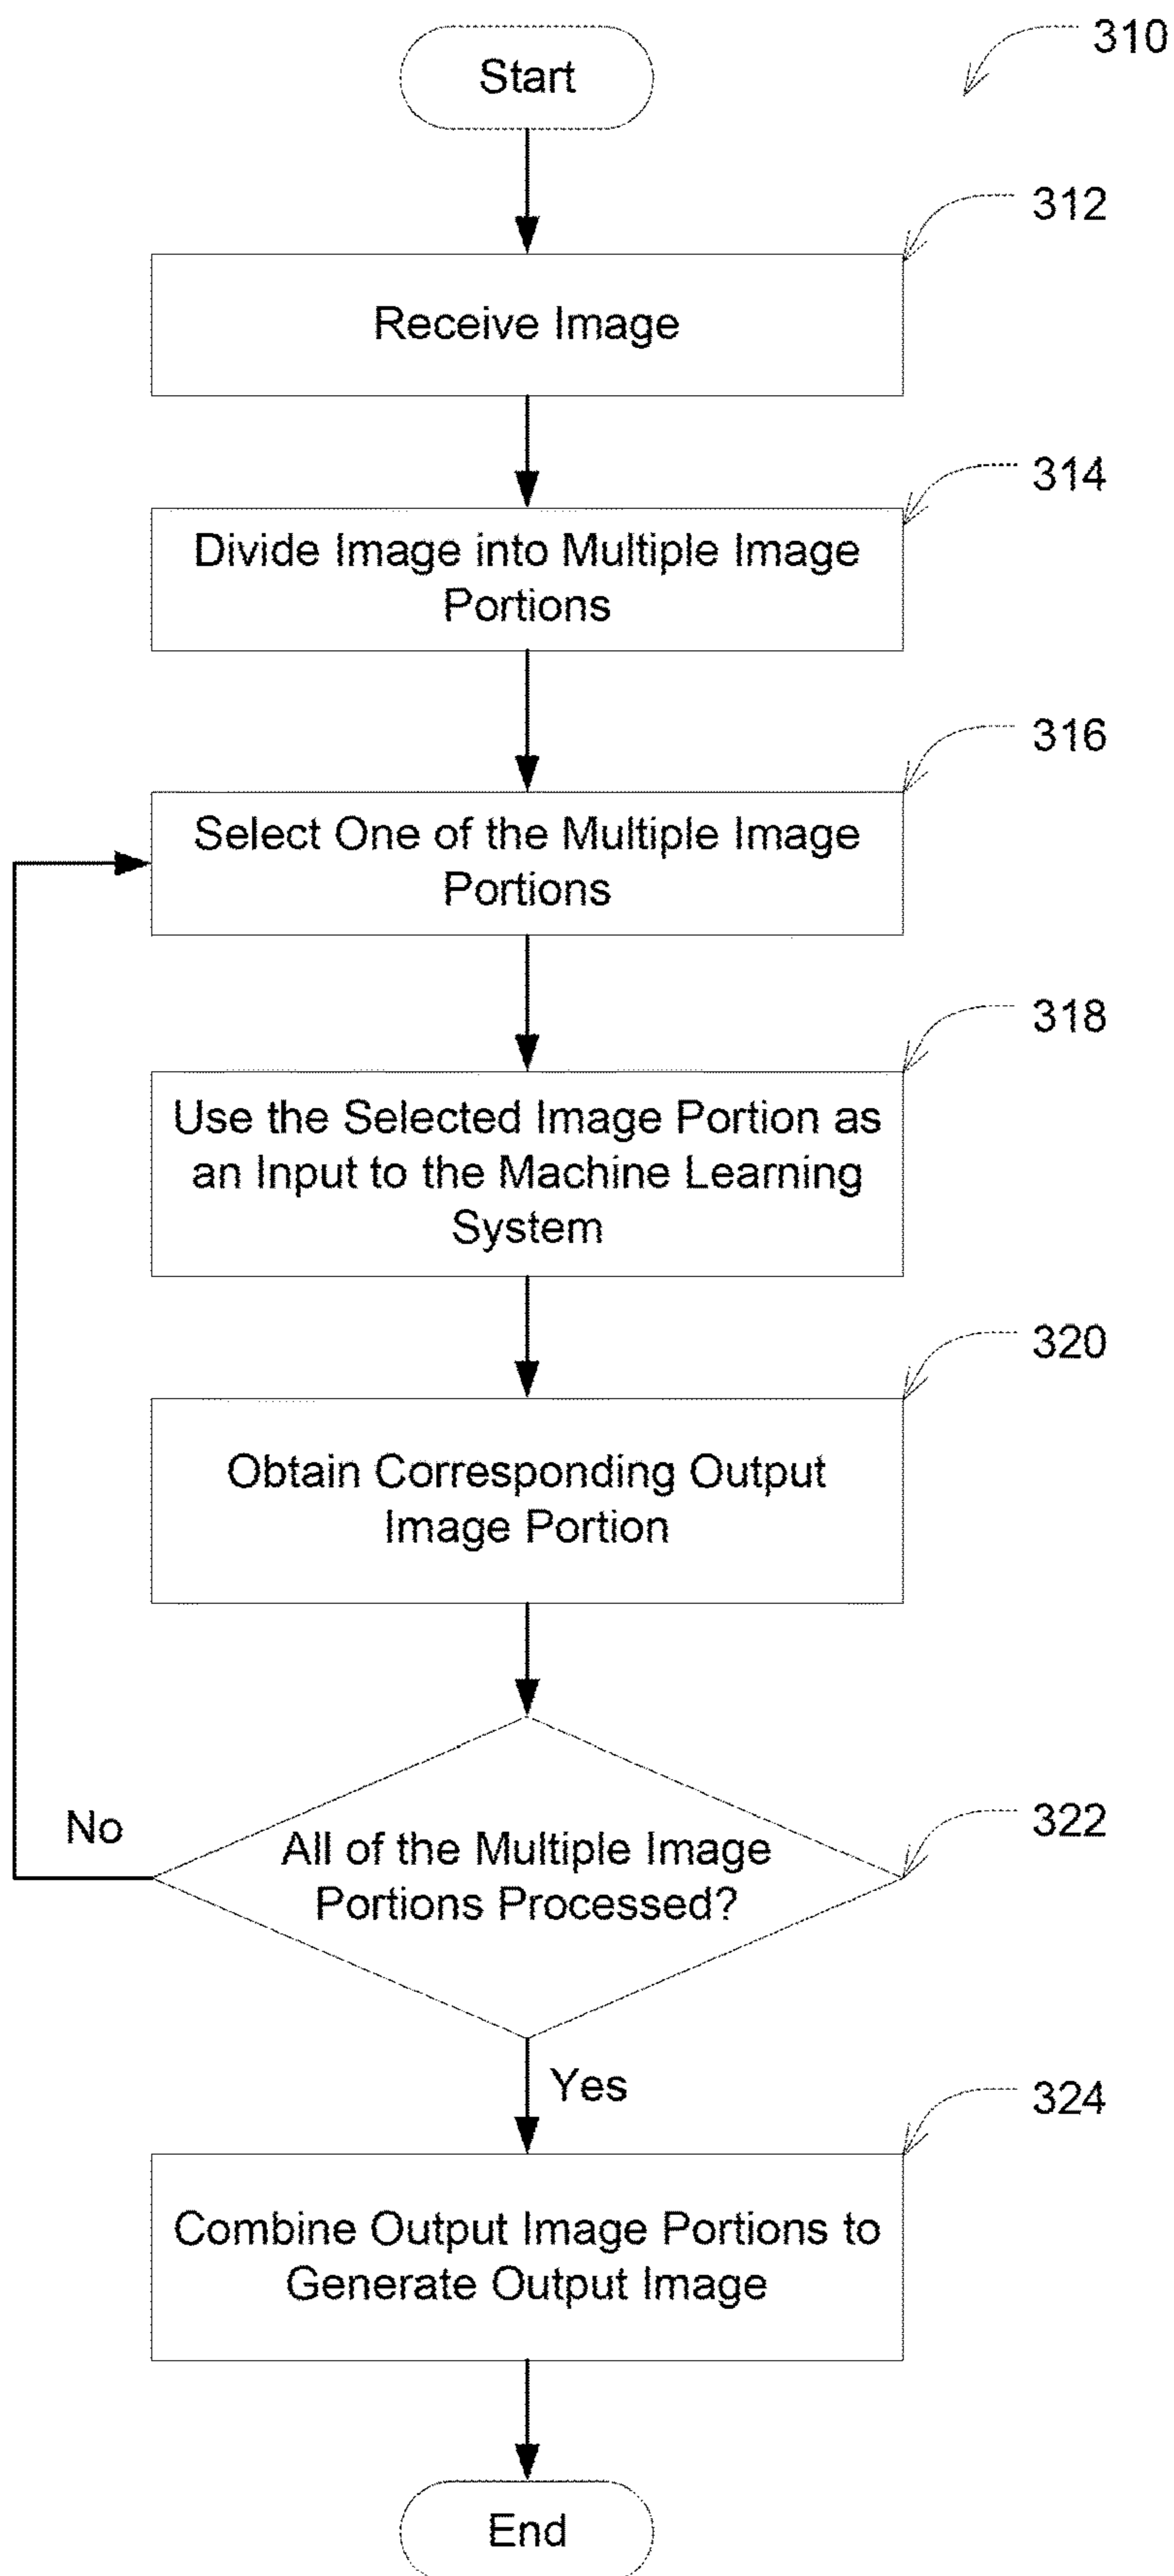 Start
310
312
Receive Image
314
Divide Image into Multiple Image
Portions
316
Select One of the Multiple Image
Portions
318
Use the Selected Image Portion as
an Input to the Machine Learning
System
320
Obtain Corresponding Output
Image Portion
322
No
All of the Multiple Image
Portions Processed?
Yes
324
Combine Output Image Portions to
Generate Output Image
End